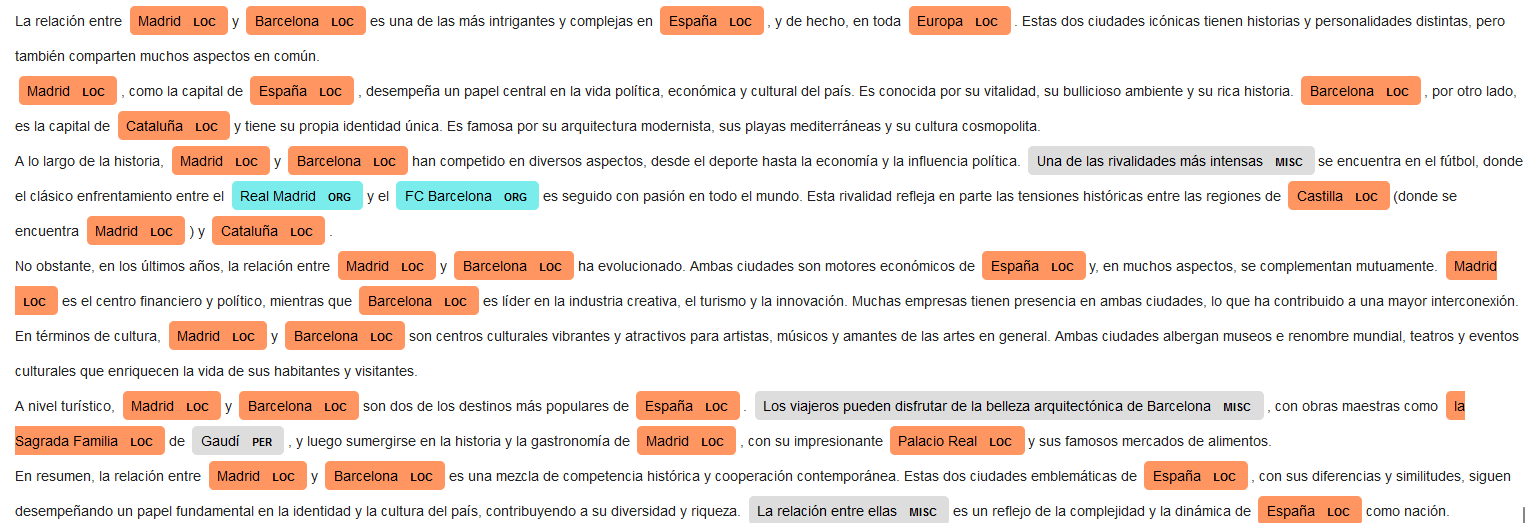 La relación entre Madrid LOC y Barcelona LOC es una de las más intrigantes y complejas en España LOC , y de hecho, en toda Europa LOC . Estas dos ciudades icónicas tienen historias y personalidades distintas, pero
también comparten muchos aspectos en común.
Madrid LOC , como la capital de España LOC , desempeña un papel central en la vida política, económica y cultural del país. Es conocida por su vitalidad, su bullicioso ambiente y su rica historia. Barcelona LOC , por otro lado,
es la capital de Cataluña LOC y tiene su propia identidad única. Es famosa por su arquitectura modernista, sus playas mediterráneas y su cultura cosmopolita.
A lo largo de la historia, Madrid LOC y Barcelona LOC han competido en diversos aspectos, desde el deporte hasta la economía y la influencia política. Una de las rivalidades más intensas MISC se encuentra en el fútbol, donde
el clásico enfrentamiento entre el Real Madrid ORG y el FC Barcelona ORG es seguido con pasión en todo el mundo. Esta rivalidad refleja en parte las tensiones históricas entre las regiones de Castilla LOC (donde se
encuentra Madrid LOC ) y Cataluña LOC .
No obstante, en los últimos años, la relación entre Madrid LOC y Barcelona LOC ha evolucionado. Ambas ciudades son motores económicos de España LOC y, en muchos aspectos, se complementan mutuamente. Madrid
LOC es el centro financiero y político, mientras que Barcelona LOC es líder en la industria creativa, el turismo y la innovación. Muchas empresas tienen presencia en ambas ciudades, lo que ha contribuido a una mayor interconexión.
En términos de cultura, Madrid LOC y Barcelona LOC son centros culturales vibrantes y atractivos para artistas, músicos y amantes de las artes en general. Ambas ciudades albergan museos e renombre mundial, teatros y eventos
culturales que enriquecen la vida de sus habitantes y visitantes.
A nivel turístico, Madrid LOC y Barcelona LOC son dos de los destinos más populares de España LOC . Los viajeros pueden disfrutar de la belleza arquitectónica de Barcelona MISC , con obras maestras como la
Sagrada Familia LOC de Gaudí PER , y luego sumergirse en la historia y la gastronomía de Madrid LOC , con su impresionante Palacio Real LOC y sus famosos mercados de alimentos.
En resumen, la relación entre Madrid LOC y Barcelona LOC es una mezcla de competencia histórica y cooperación contemporánea. Estas dos ciudades emblemáticas de España LOC , con sus diferencias y similitudes, siguen
desempeñando un papel fundamental en la identidad y la cultura del país, contribuyendo a su diversidad y riqueza. La relación entre ellas MISC es un reflejo de la complejidad y la dinámica de España LOC como nación.